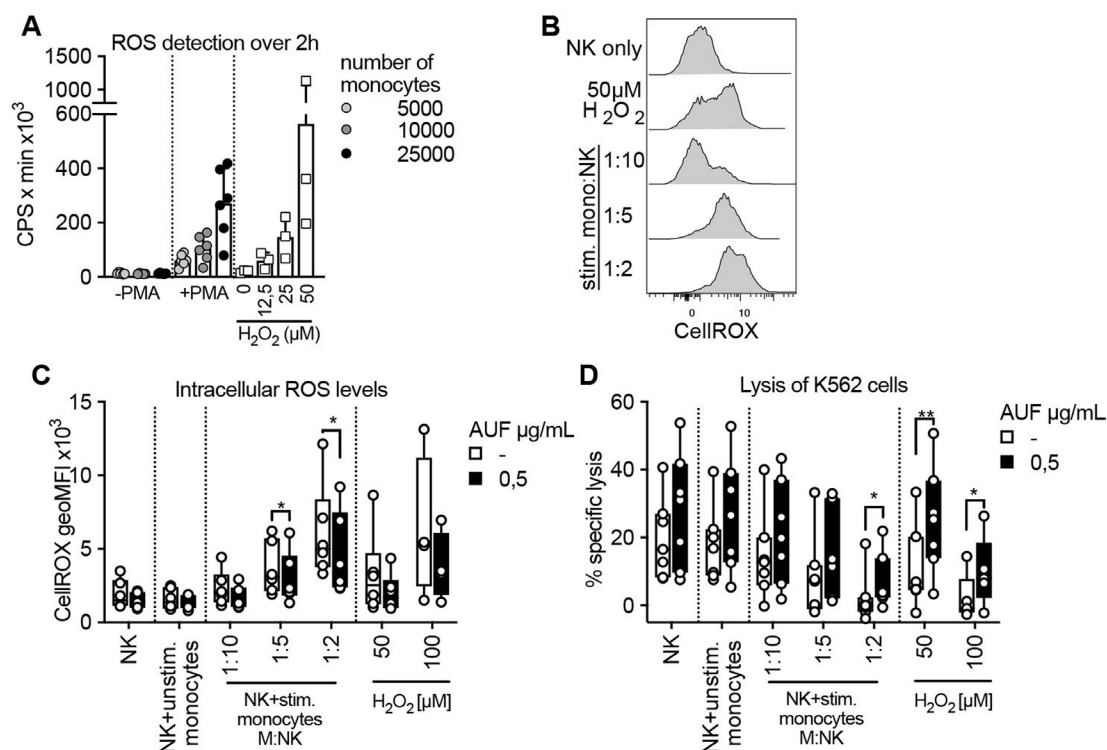 A
ROS detection over 2h
CPS x min x10³
1500
1000
600
400
200
0
-PMA
+PMA
0
12,5
25
50
H₂O₂ (µM)
number of
monocytes
5000
10000
25000
B
NK only
50µM
H₂O₂
stim. mono:NK
1:10
1:5
1:2
0
10
CellROX
C
Intracellular ROS levels
CellROX geoMFI x10³
15
10
5
0
*
*
NK
NK+unstim.
monocytes
1:10
1:5
1:2
50
100
NK+stim.
monocytes
M:NK
H₂O₂ [µM]
AUF µg/mL
-
0,5
D
Lysis of K562 cells
% specific lysis
60
40
20
0
*
**
*
NK
NK+unstim.
monocytes
1:10
1:5
1:2
50
100
NK+stim.
monocytes
M:NK
H₂O₂ [µM]
AUF µg/mL
-
0,5